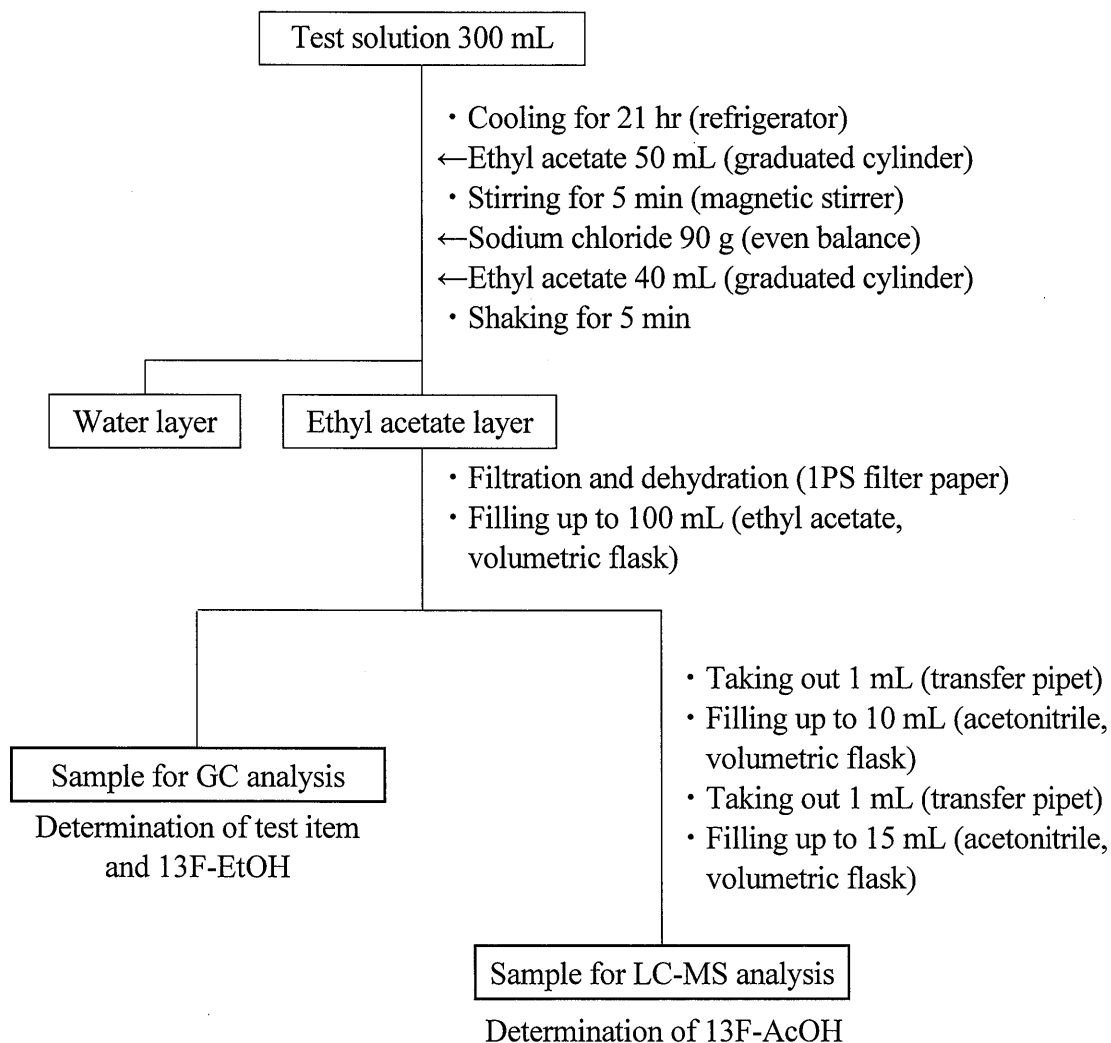 Test solution 300 mL
・Cooling for 21 hr (refrigerator)
←Ethyl acetate 50 mL (graduated cylinder)
・Stirring for 5 min (magnetic stirrer)
←Sodium chloride 90 g (even balance)
←Ethyl acetate 40 mL (graduated cylinder)
・Shaking for 5 min
Water layer
Ethyl acetate layer
・Filtration and dehydration (1PS filter paper)
・Filling up to 100 mL (ethyl acetate,
volumetric flask)
Sample for GC analysis
Determination of test item
and 13F-EtOH
・Taking out 1 mL (transfer pipet)
・Filling up to 10 mL (acetonitrile,
volumetric flask)
・Taking out 1 mL (transfer pipet)
・Filling up to 15 mL (acetonitrile,
volumetric flask)
Sample for LC-MS analysis
Determination of 13F-AcOH